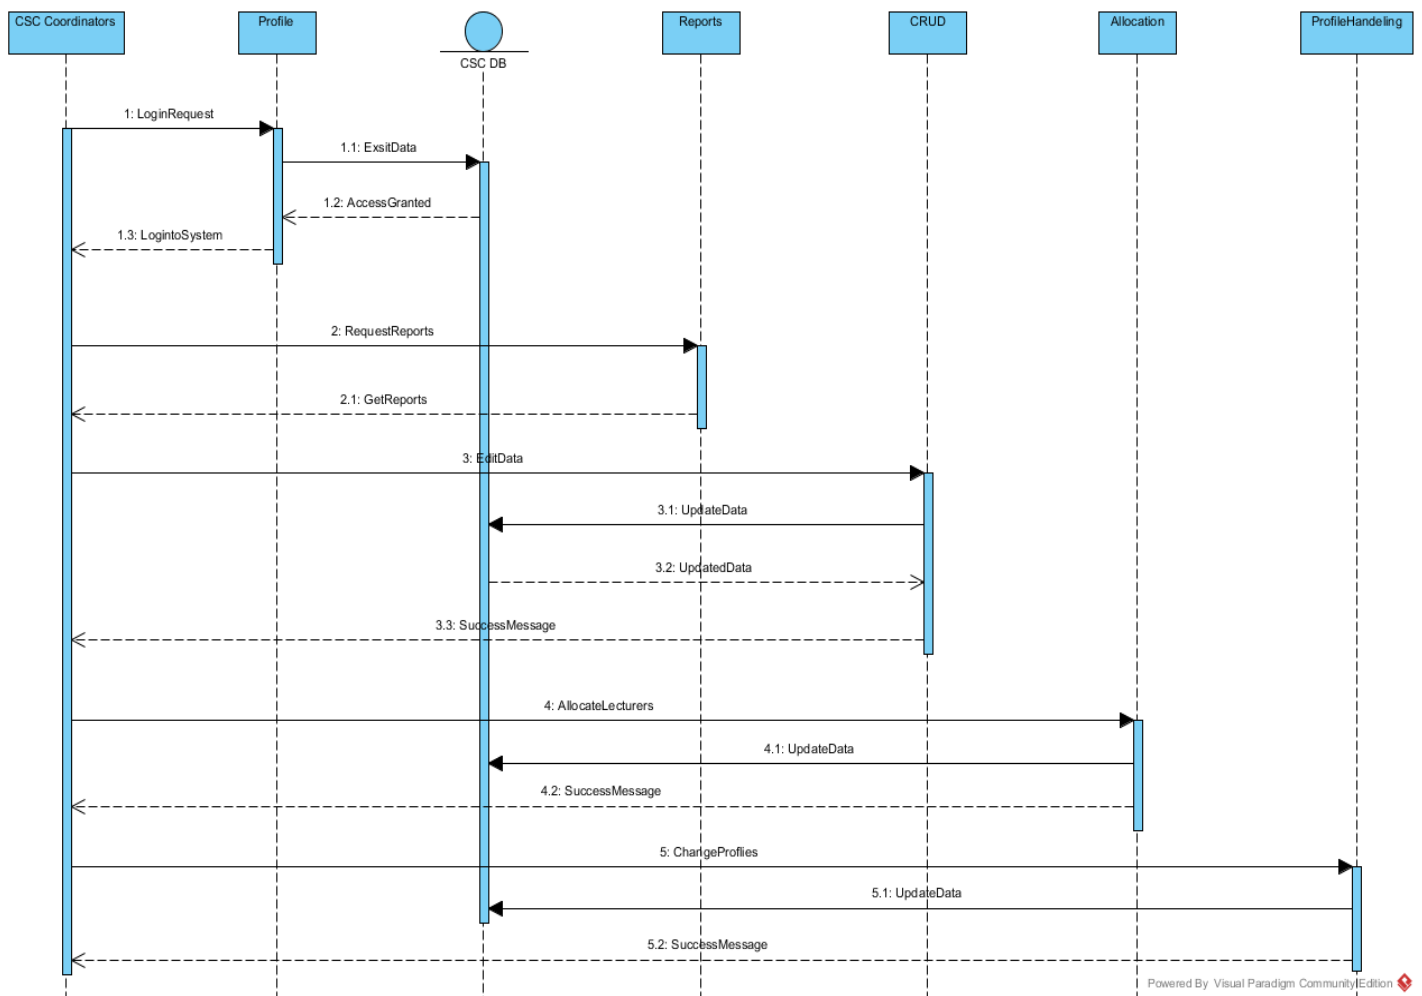 CSC Coordinators
Profile
CSC DB
Reports
CRUD
Allocation
ProfileHandeling
1: LoginRequest
1.1: ExsitData
1.2: AccessGranted
1.3: LogintoSystem
2: RequestReports
2.1: GetReports
3: EditData
3.1: UpdateData
3.2: UpdatedData
3.3: SuccessMessage
4: AllocateLecturers
4.1: UpdateData
4.2: SuccessMessage
5: ChangeProflies
5.1: UpdateData
5.2: SuccessMessage
Powered By Visual Paradigm Community Edition